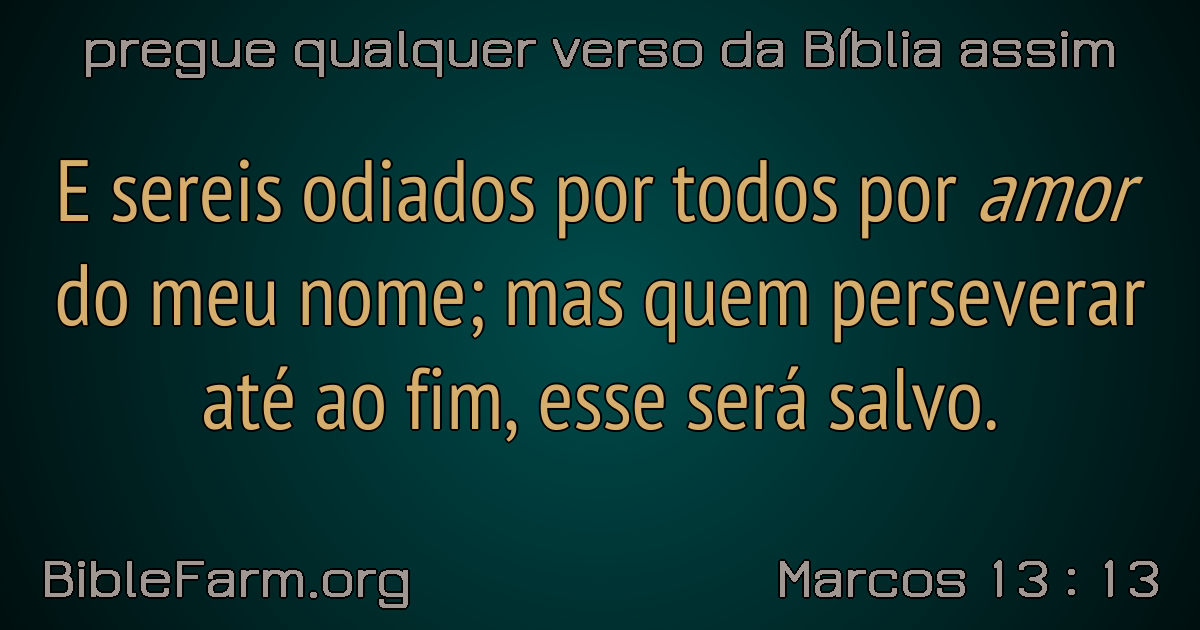 pregue qualquer verso da Bíblia assim
E sereis odiados por todos por amor
do meu nome; mas quem perseverar
até ao fim, esse será salvo.
BibleFarm.org
Marcos 13 : 13